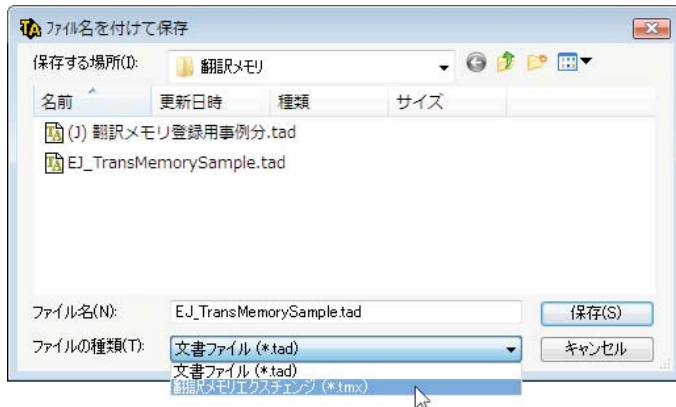 ファイル名を付けて保存
保存する場所(I):
翻訳メモリ
名前 更新日時 種類 サイズ
(J) 翻訳メモリ登録用事例分.tad
EJ_TransMemorySample.tad
ファイル名(N): EJ_TransMemorySample.tad 保存(S)
ファイルの種類(T): 文書ファイル (*.tad) キャンセル
文書ファイル (*.tad)
翻訳メモリエクスチェンジ (*.tmx)